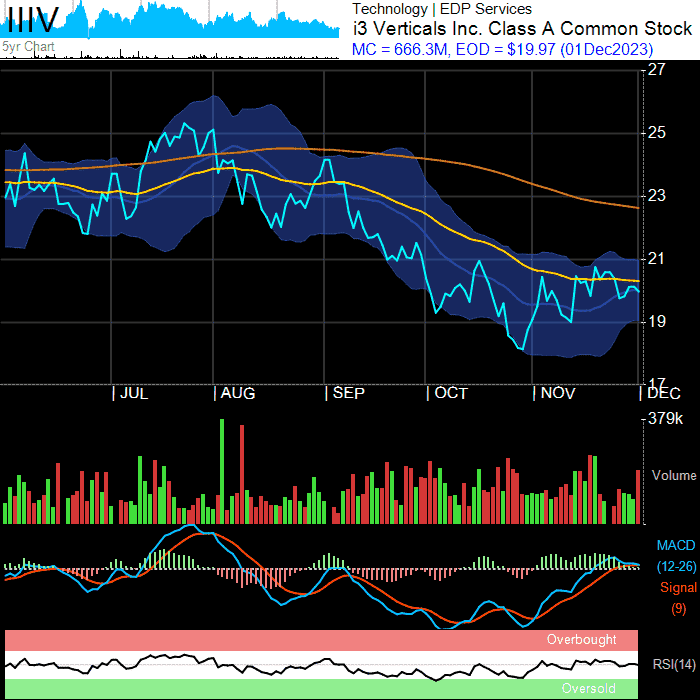 IIIV
5yr Chart
Technology | EDP Services
i3 Verticals Inc. Class A Common Stock
MC = 666.3M, EOD = $19.97 (01Dec2023)
27
25
23
21
19
17
JUL
AUG
SEP
OCT
NOV
DEC
379k
Volume
MACD
(12-26)
Signal
(9)
Overbought
RSI(14)
Oversold